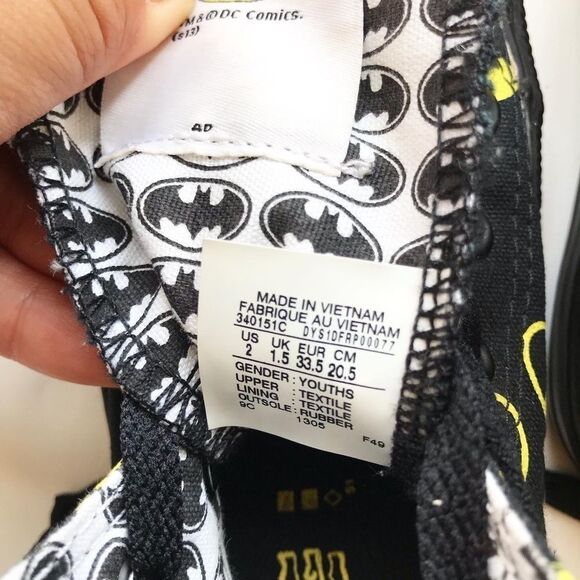 M & © DC Comics.
(s13)
AD
MADE IN VIETNAM
FABRIQUE AU VIETNAM
340151C DYS1DFRP00077
US UK EUR CM
2 1.5 33.5 20.5
GENDER : YOUTHS
UPPER : TEXTILE
LINING : TEXTILE
OUTSOLE: RUBBER
9C 1305
F49